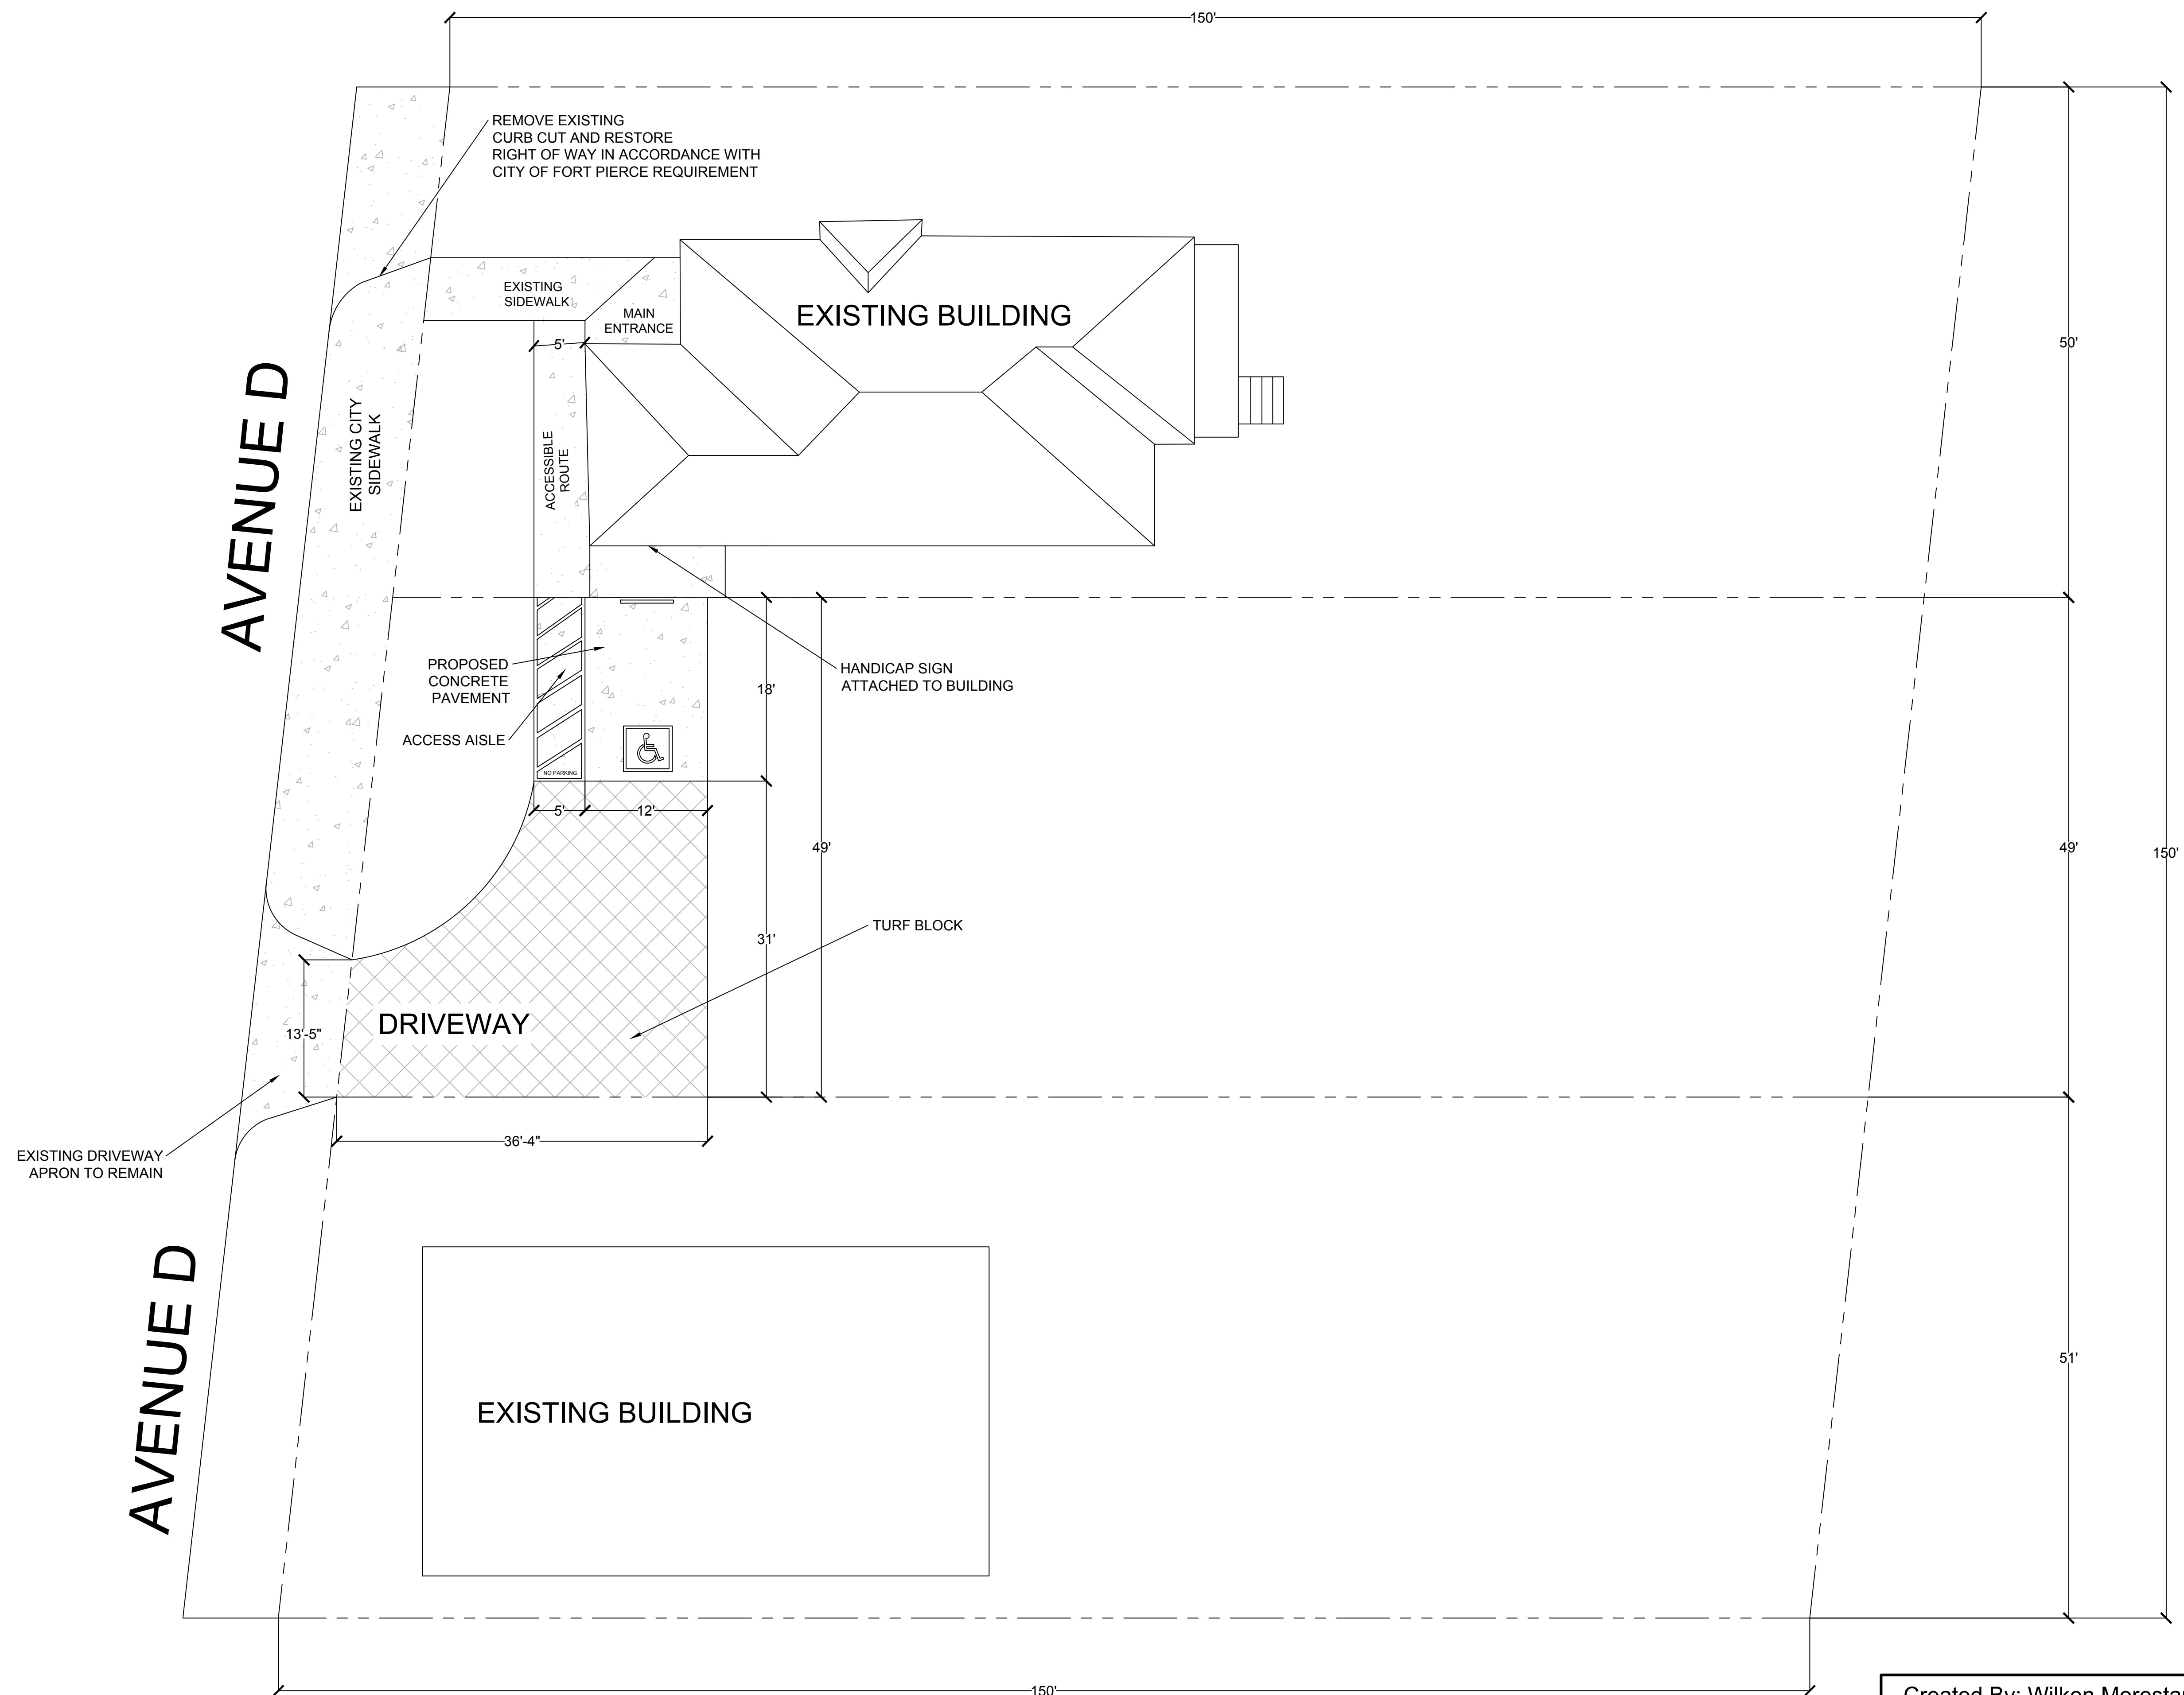 150'
REMOVE EXISTING
CURB CUT AND RESTORE
RIGHT OF WAY IN ACCORDANCE WITH
CITY OF FORT PIERCE REQUIREMENT
EXISTING
SIDEWALK
MAIN
ENTRANCE
EXISTING BUILDING
5'
50'
AVENUE D
EXISTING CITY
SIDEWALK
ACCESSIBLE
ROUTE
PROPOSED
CONCRETE
PAVEMENT
HANDICAP SIGN
ATTACHED TO BUILDING
18'
ACCESS AISLE
NO PARKING
5'
12'
49'
49'
150'
TURF BLOCK
31'
13'-5"
DRIVEWAY
36'-4"
EXISTING DRIVEWAY
APRON TO REMAIN
AVENUE D
51'
EXISTING BUILDING
150'
Created By: Wilken